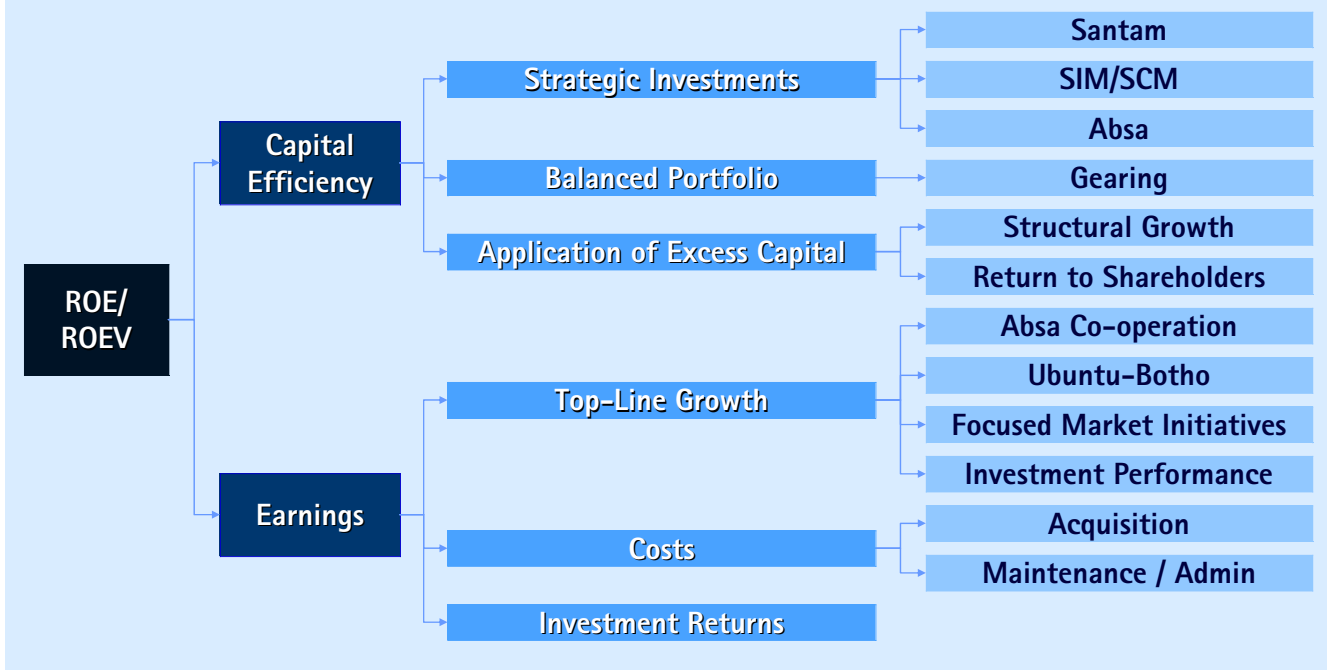 ROE/
ROEV
Capital
Efficiency
Strategic Investments
Santam
SIM/SCM
Absa
Balanced Portfolio
Gearing
Application of Excess Capital
Structural Growth
Return to Shareholders
Earnings
Top-Line Growth
Absa Co-operation
Ubuntu-Botho
Focused Market Initiatives
Investment Performance
Costs
Acquisition
Maintenance / Admin
Investment Returns